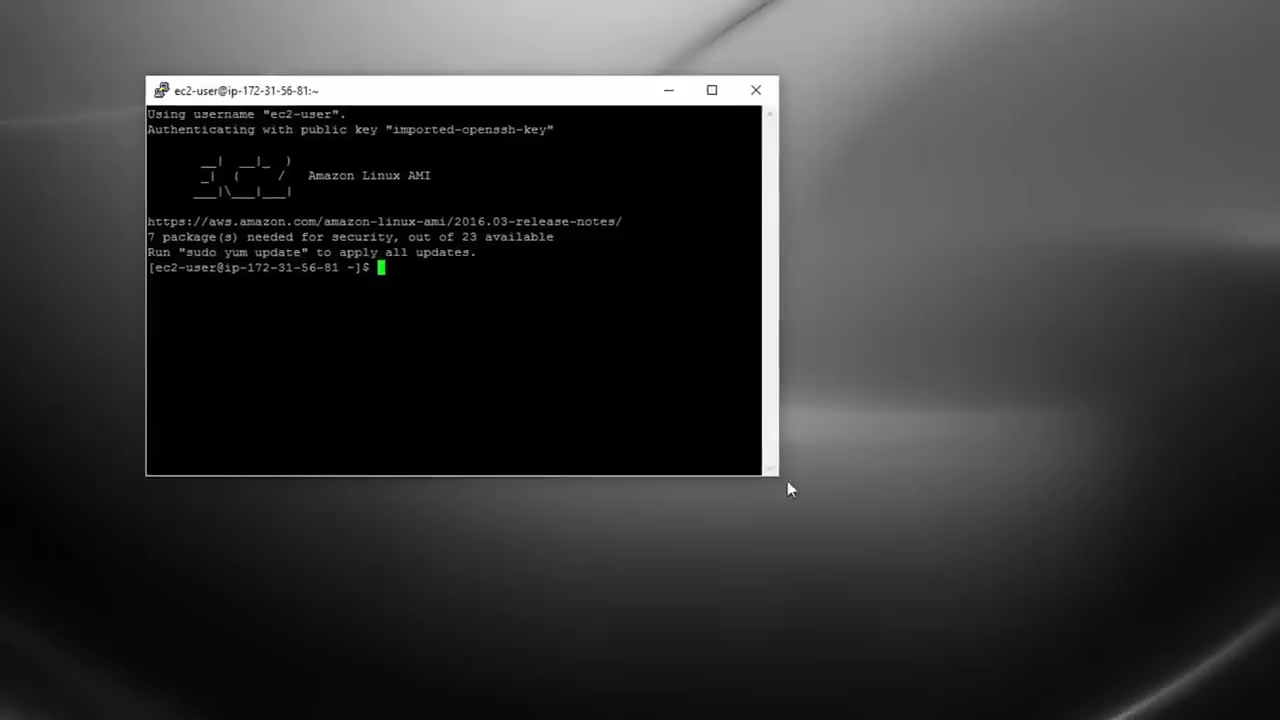 ec2-user@ip-172-31-56-81:~
Using username "ec2-user".
Authenticating with public key "imported-openssh-key"
       __|  __|_  )
       _|  (     /   Amazon Linux AMI
      ___|\___|___|
https://aws.amazon.com/amazon-linux-ami/2016.03-release-notes/
7 package(s) needed for security, out of 23 available
Run "sudo yum update" to apply all updates.
[ec2-user@ip-172-31-56-81 ~]$